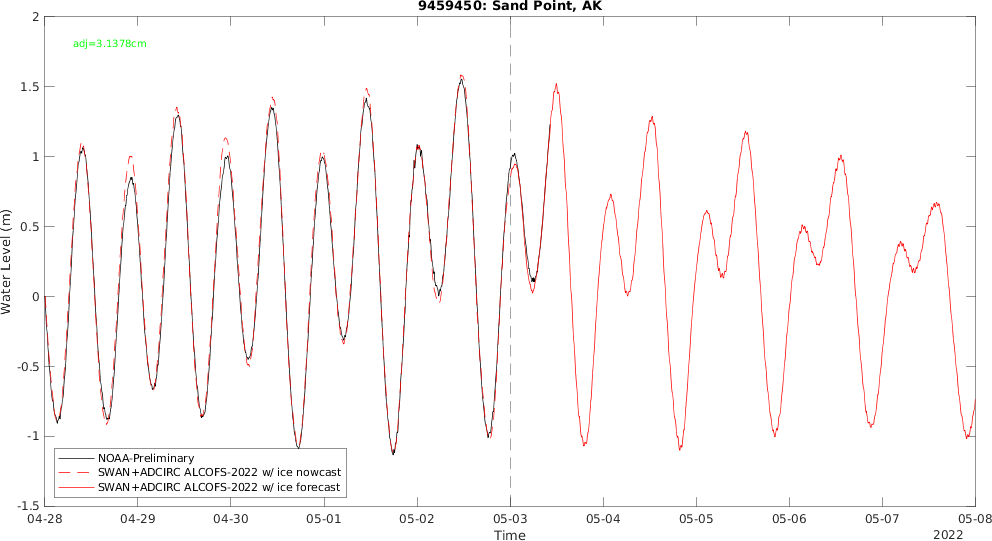 9459450: Sand Point, AK
adj=3.1378cm
Water Level (m)
2
1.5
1
0.5
0
-0.5
-1
-1.5
NOAA-Preliminary
SWAN+ADCIRC ALCOFS-2022 w/ ice nowcast
SWAN+ADCIRC ALCOFS-2022 w/ ice forecast
04-28 04-29 04-30 05-01 05-02 05-03 05-04 05-05 05-06 05-07 05-08
Time
2022